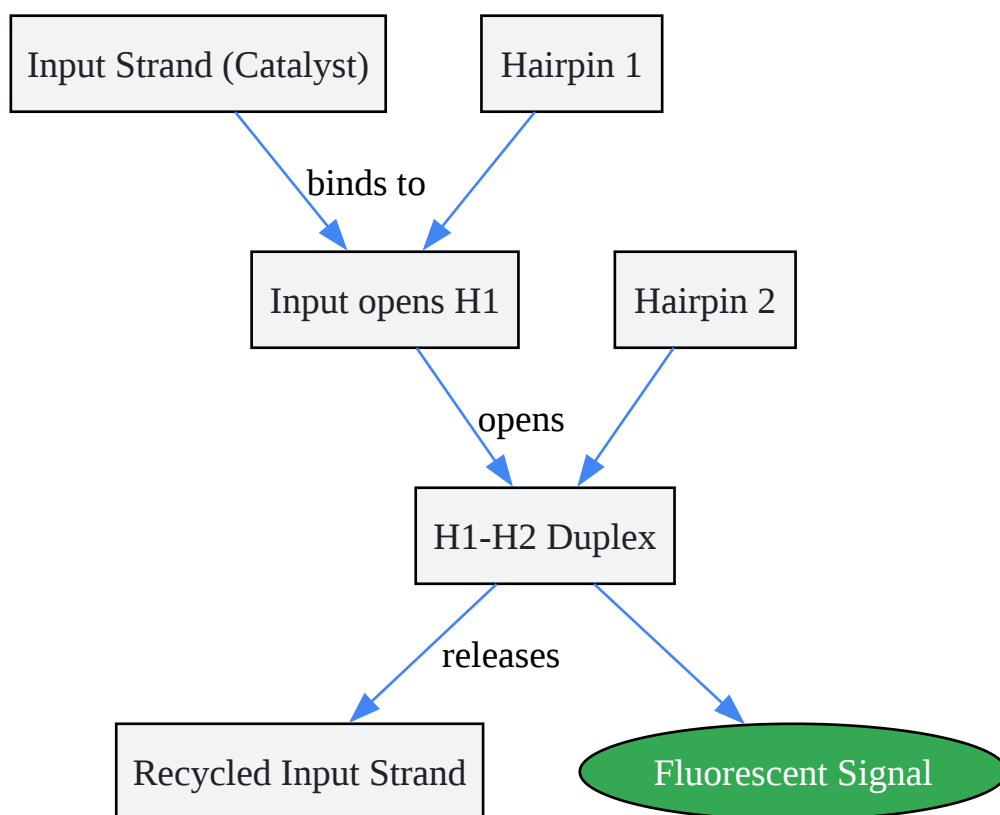 Input Strand (Catalyst)
Hairpin 1
binds to
Input opens H1
Hairpin 2
opens
H1-H2 Duplex
releases
Recycled Input Strand
Fluorescent Signal